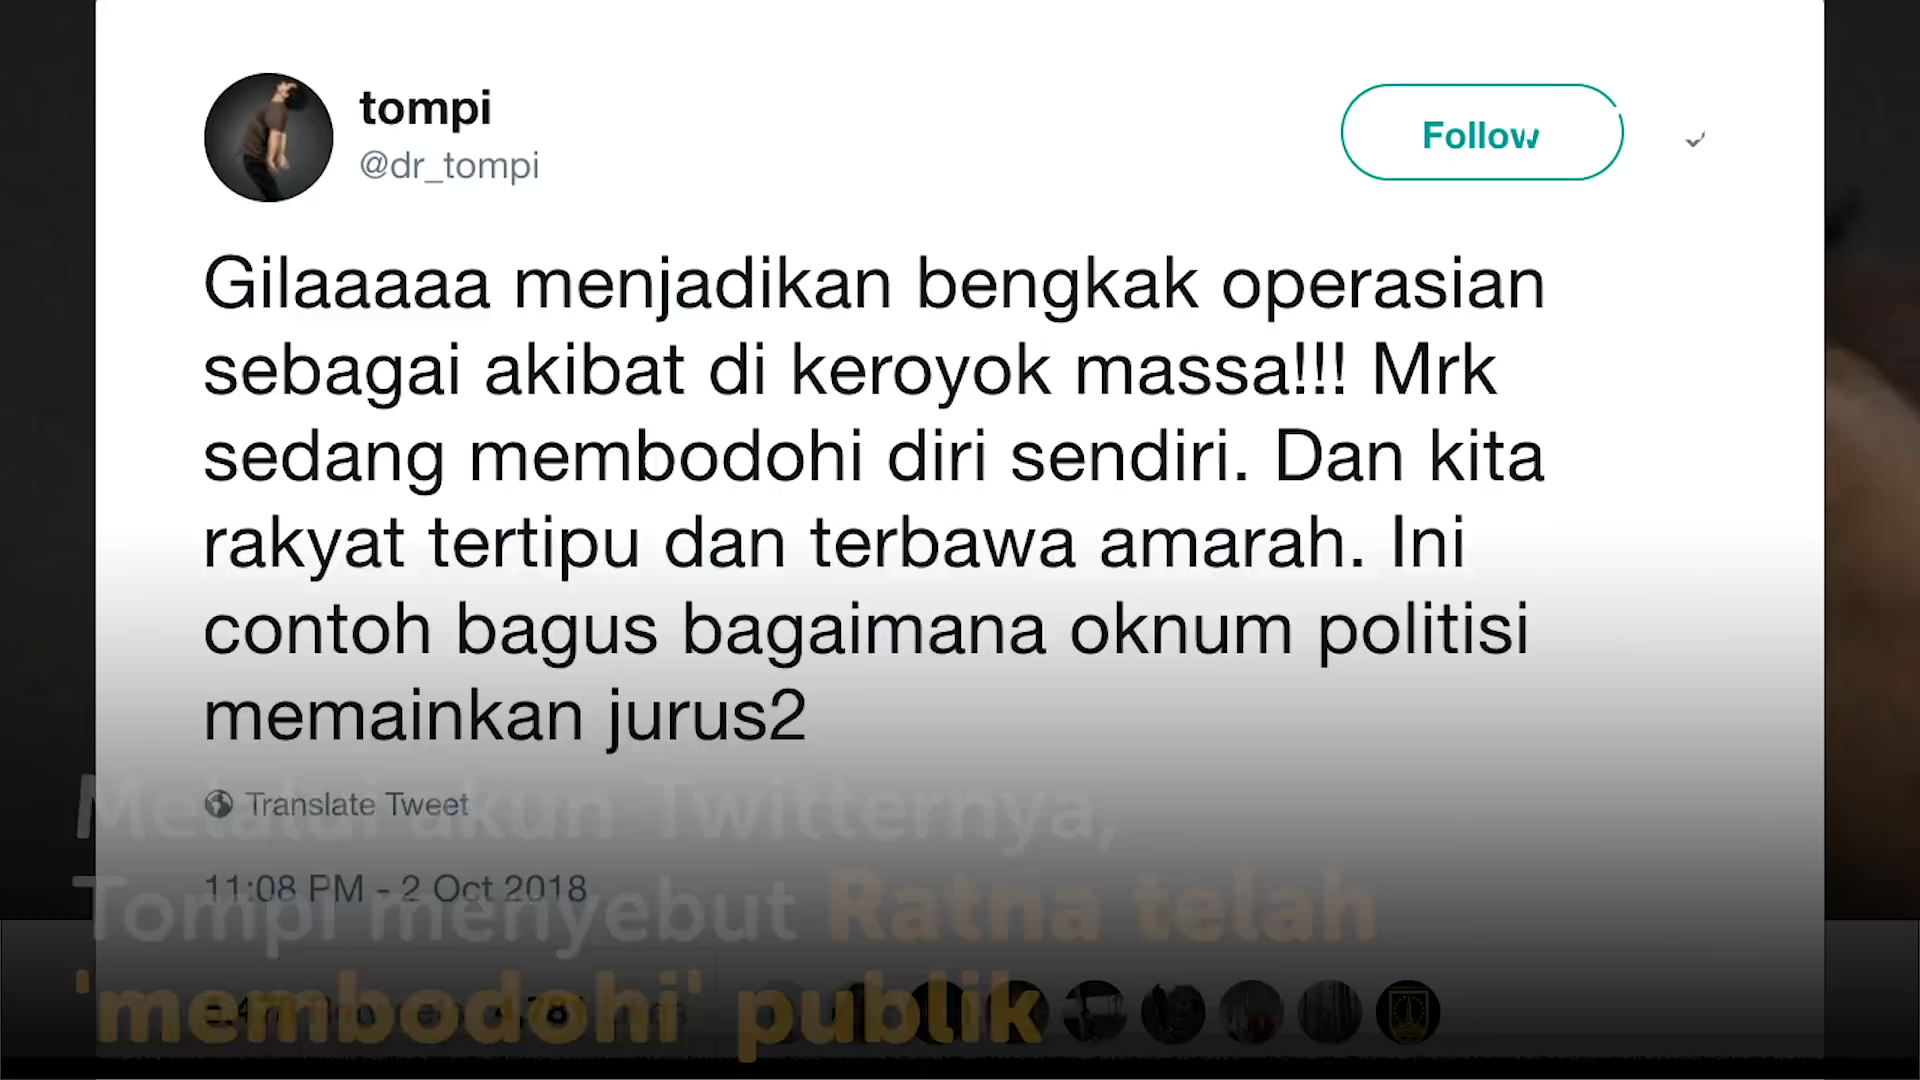 tompi
@dr_tompi
Follow
Gilaaaaa menjadikan bengkak operasian
sebagai akibat di keroyok massa!!! Mrk
sedang membodohi diri sendiri. Dan kita
rakyat tertipu dan terbawa amarah. Ini
contoh bagus bagaimana oknum politisi
memainkan jurus2
Translate Tweet
11:08 PM - 2 Oct 2018
Melalui akun Twitternya,
Tompi menyebut Ratna telah
'membodohi' publik